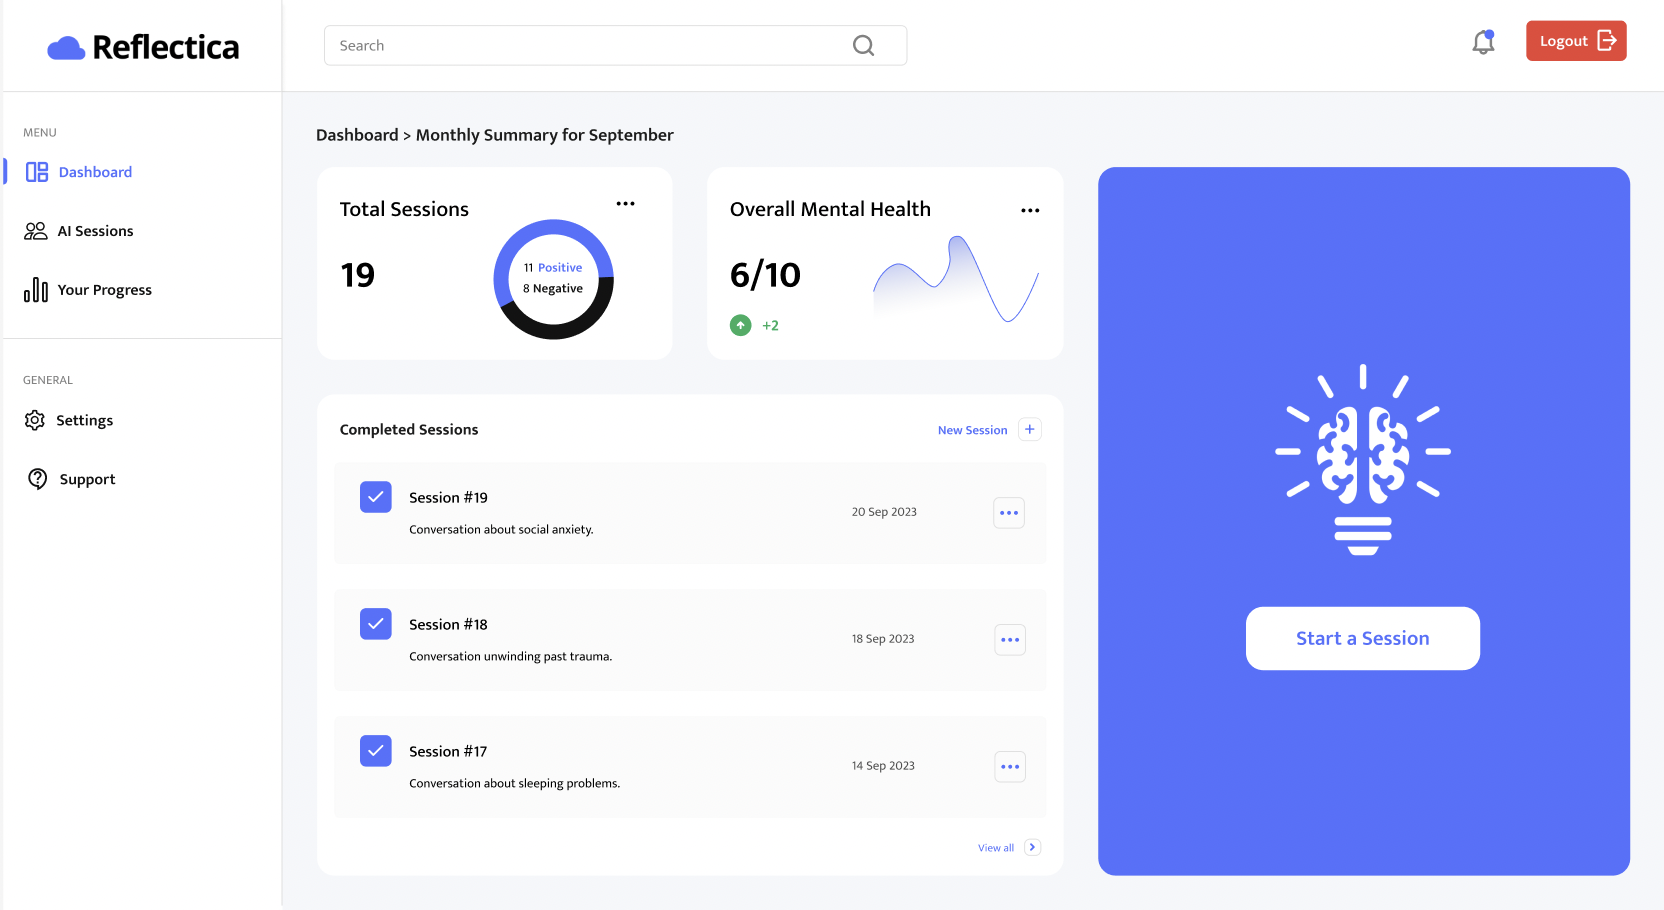 Reflectica
Search
Logout
MENU
Dashboard
AI Sessions
Your Progress
GENERAL
Settings
Support
Dashboard > Monthly Summary for September
Total Sessions
19
11 Positive
8 Negative
Overall Mental Health
6/10
+2
Completed Sessions
New Session +
Session #19
20 Sep 2023
Conversation about social anxiety.
Session #18
18 Sep 2023
Conversation unwinding past trauma.
Session #17
14 Sep 2023
Conversation about sleeping problems.
View all
Start a Session